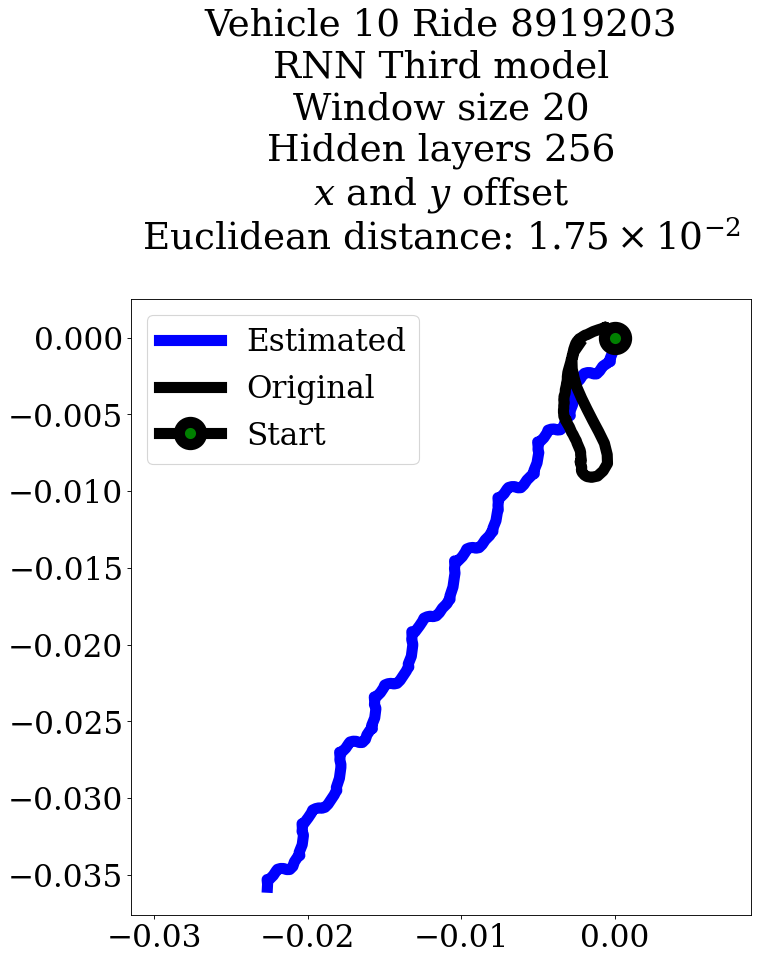 Vehicle 10 Ride 8919203
RNN Third model
Window size 20
Hidden layers 256
x and y offset
Euclidean distance: 1.75 × 10⁻²
Estimated
Original
Start
0.000
−0.005
−0.010
−0.015
−0.020
−0.025
−0.030
−0.035
−0.03 −0.02 −0.01 0.00